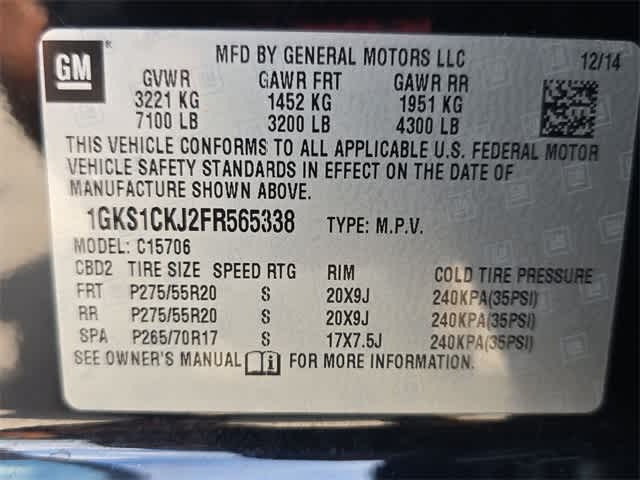 GM
MFD BY GENERAL MOTORS LLC 12/14
GVWR GAWR FRT GAWR RR
3221 KG 1452 KG 1951 KG
7100 LB 3200 LB 4300 LB
THIS VEHICLE CONFORMS TO ALL APPLICABLE U.S. FEDERAL MOTOR
VEHICLE SAFETY STANDARDS IN EFFECT ON THE DATE OF
MANUFACTURE SHOWN ABOVE.
1GKS1CKJ2FR565338 TYPE: M.P.V.
MODEL: C15706
CBD2 TIRE SIZE SPEED RTG RIM COLD TIRE PRESSURE
FRT P275/55R20 S 20X9J 240KPA(35PSI)
RR P275/55R20 S 20X9J 240KPA(35PSI)
SPA P265/70R17 S 17X7.5J 240KPA(35PSI)
SEE OWNER'S MANUAL FOR MORE INFORMATION.